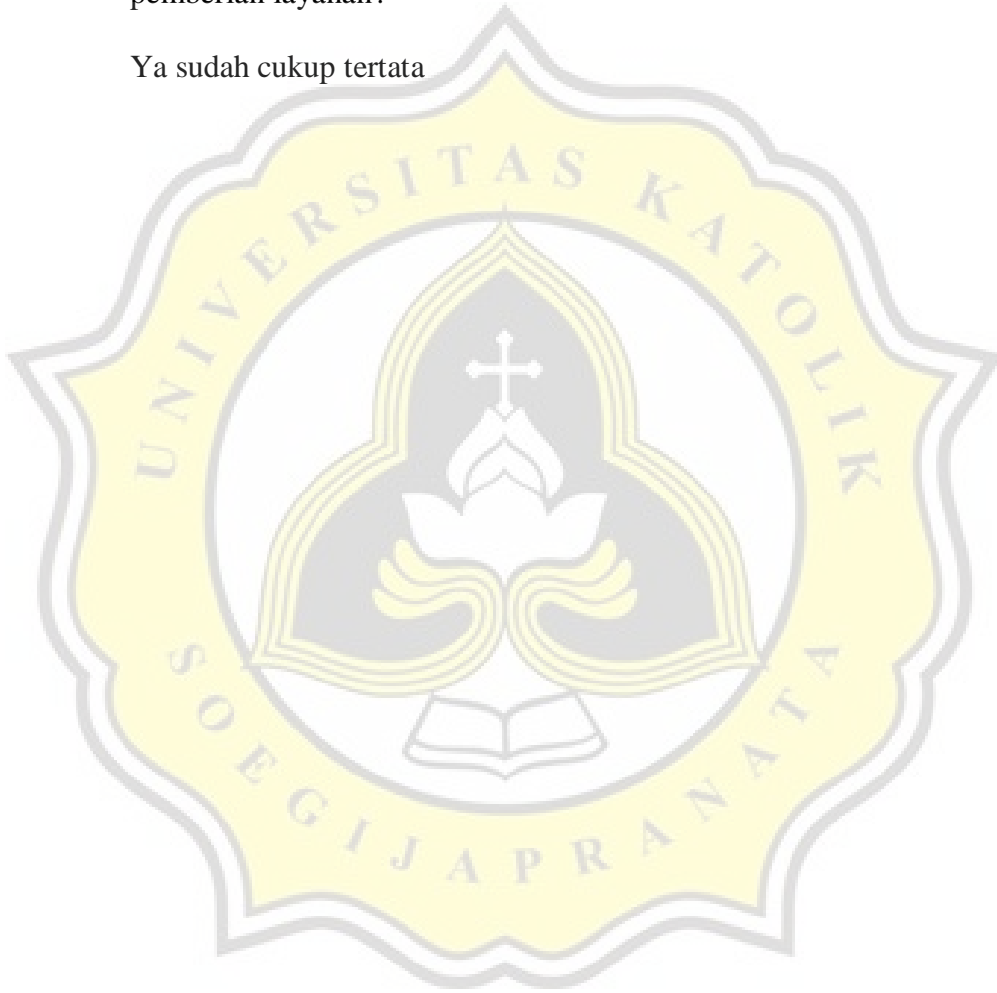 pemberian layanan?
Ya sudah cukup tertata
UNIVERSITAS KATOLIK
SOEGIJAPRANATA